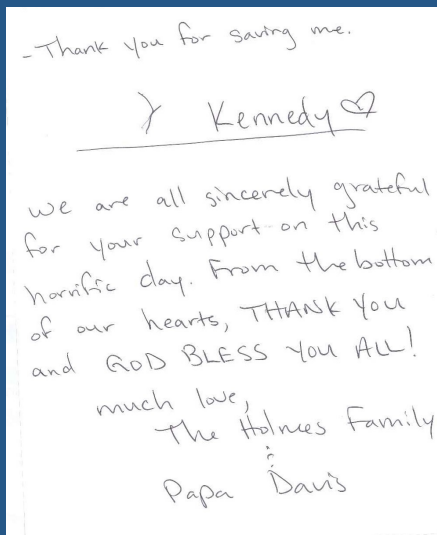 - Thank you for saving me.
Kennedy
we are all sincerely grateful
for your support on this
horrific day. From the bottom
of our hearts, THANK YOU
and GOD BLESS YOU ALL!
much love,
The Holmes Family
&
Papa Davis